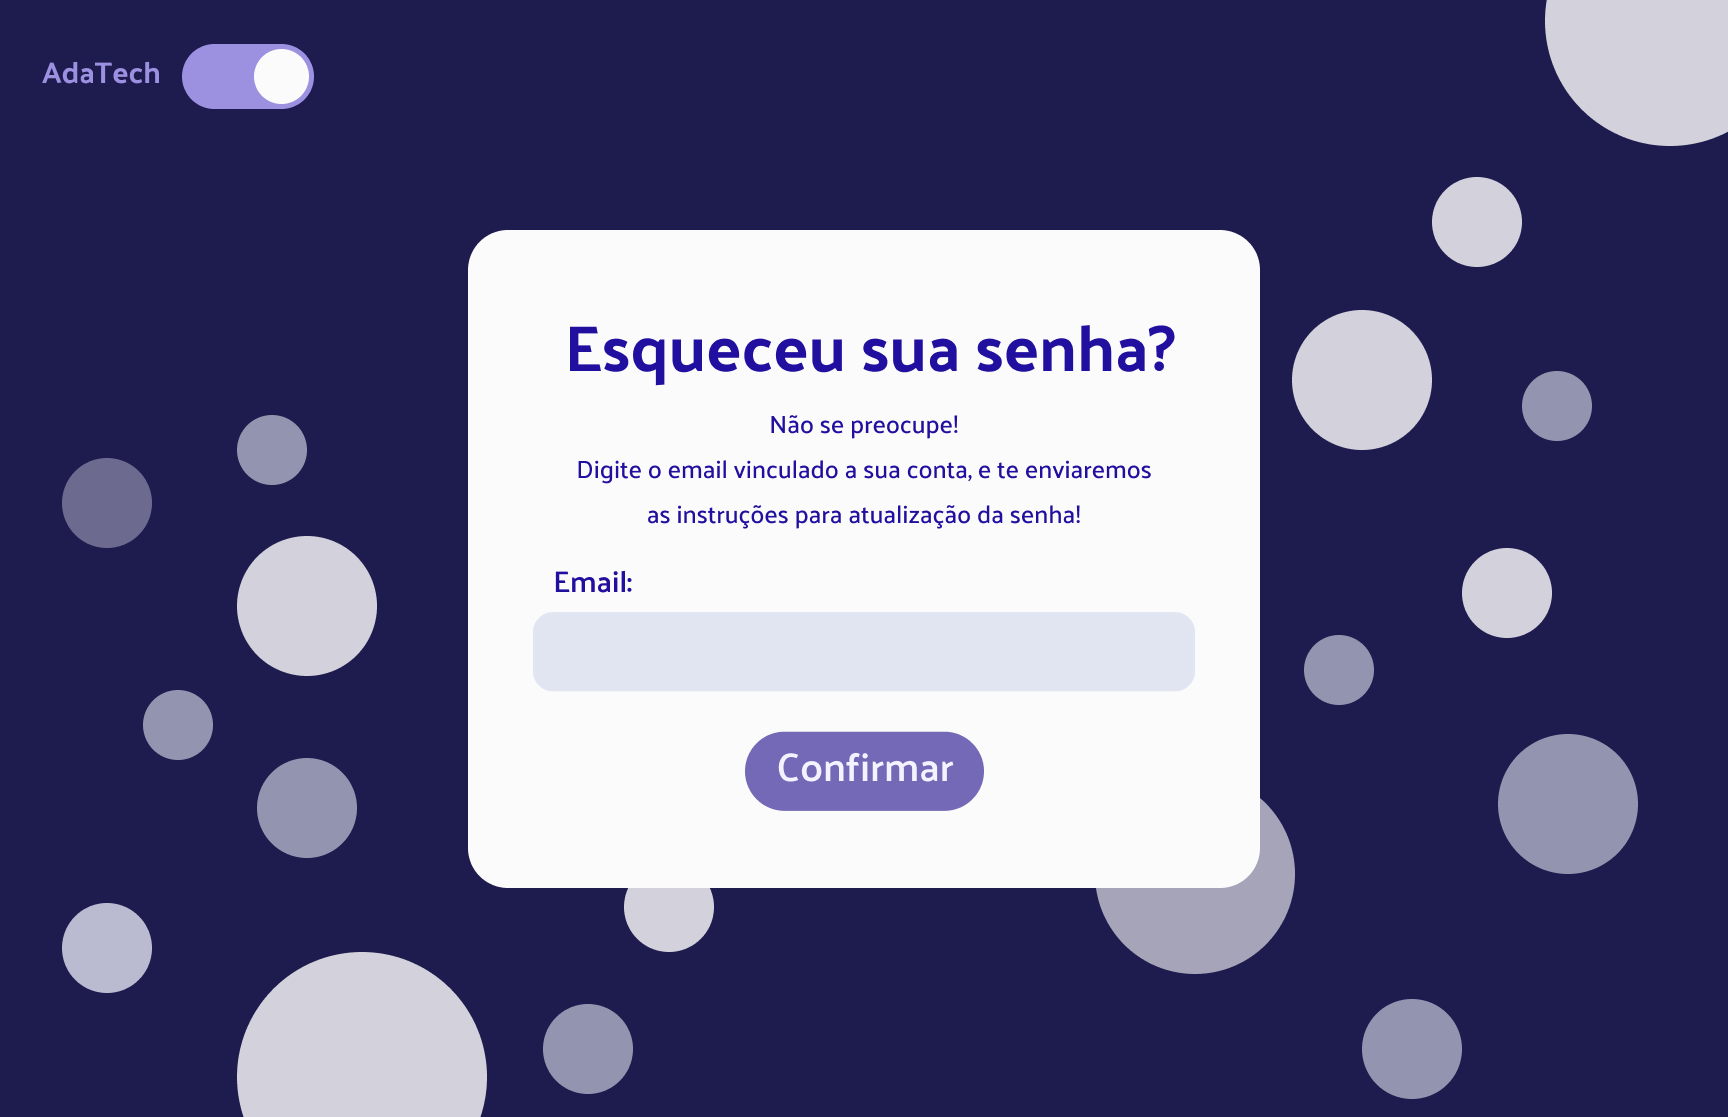 AdaTech
Esqueceu sua senha?
Não se preocupe!
Digite o email vinculado a sua conta, e te enviaremos
as instruções para atualização da senha!
Email:
Confirmar